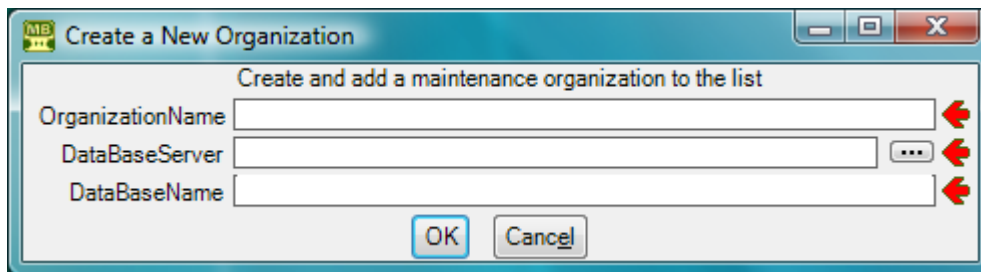 MB
Create a New Organization
Create and add a maintenance organization to the list
OrganizationName
DataBaseServer
...
DataBaseName
OK Cancel